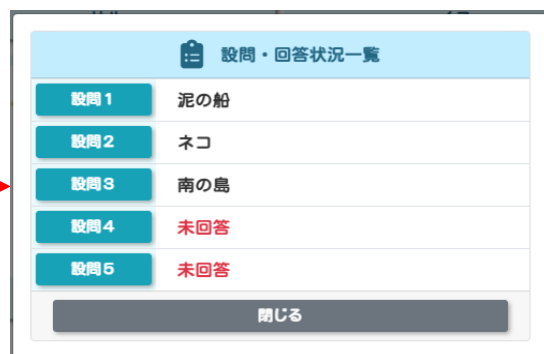 設問・回答状況一覧
設問1 泥の船
設問2 ネコ
設問3 南の島
設問4 未回答
設問5 未回答
閉じる